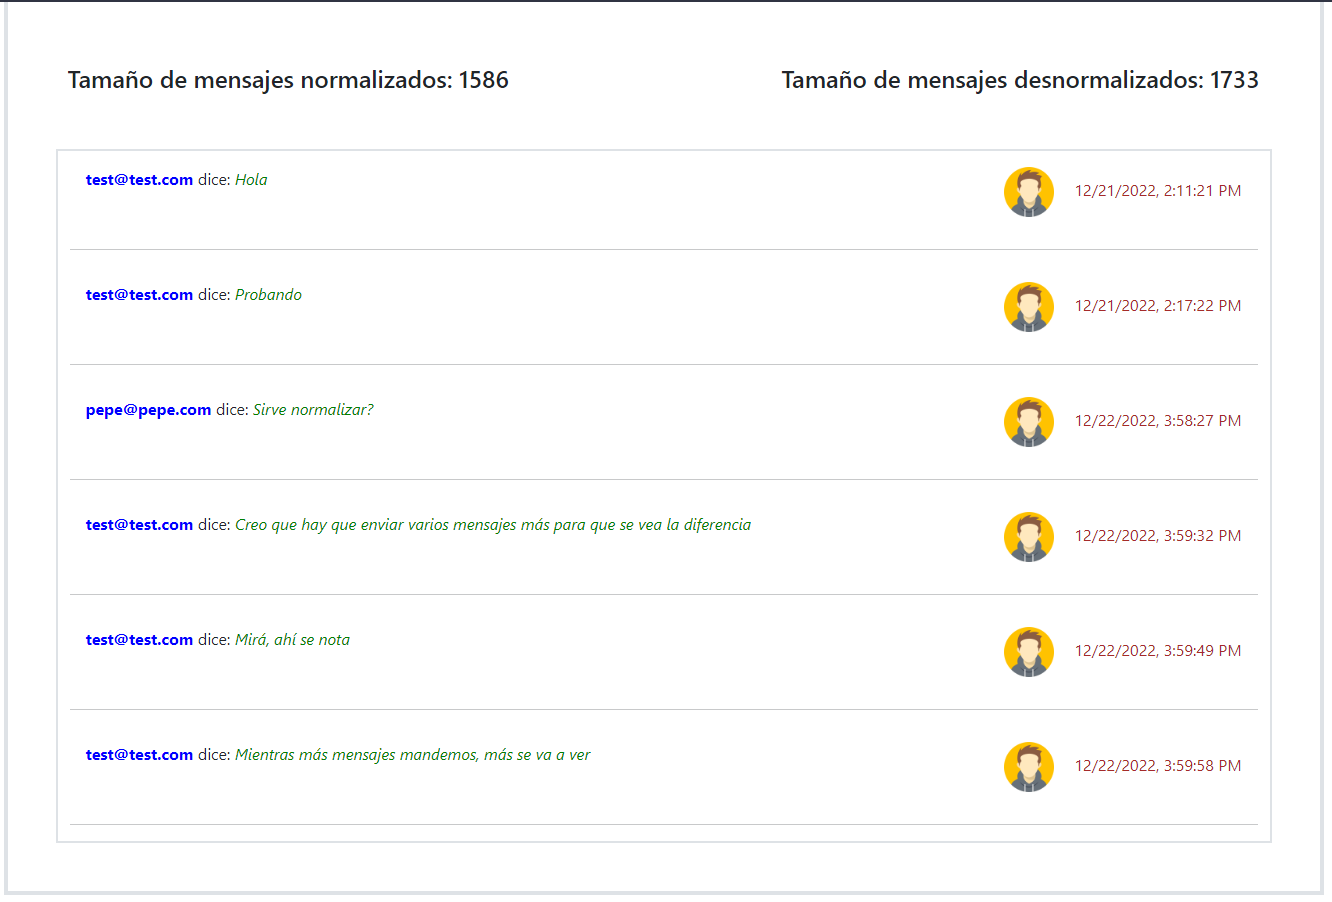 Tamaño de mensajes normalizados: 1586
Tamaño de mensajes desnormalizados: 1733
test@test.com dice: Hola
12/21/2022, 2:11:21 PM
test@test.com dice: Probando
12/21/2022, 2:17:22 PM
pepe@pepe.com dice: Sirve normalizar?
12/22/2022, 3:58:27 PM
test@test.com dice: Creo que hay que enviar varios mensajes más para que se vea la diferencia
12/22/2022, 3:59:32 PM
test@test.com dice: Mirá, ahí se nota
12/22/2022, 3:59:49 PM
test@test.com dice: Mientras más mensajes mandemos, más se va a ver
12/22/2022, 3:59:58 PM